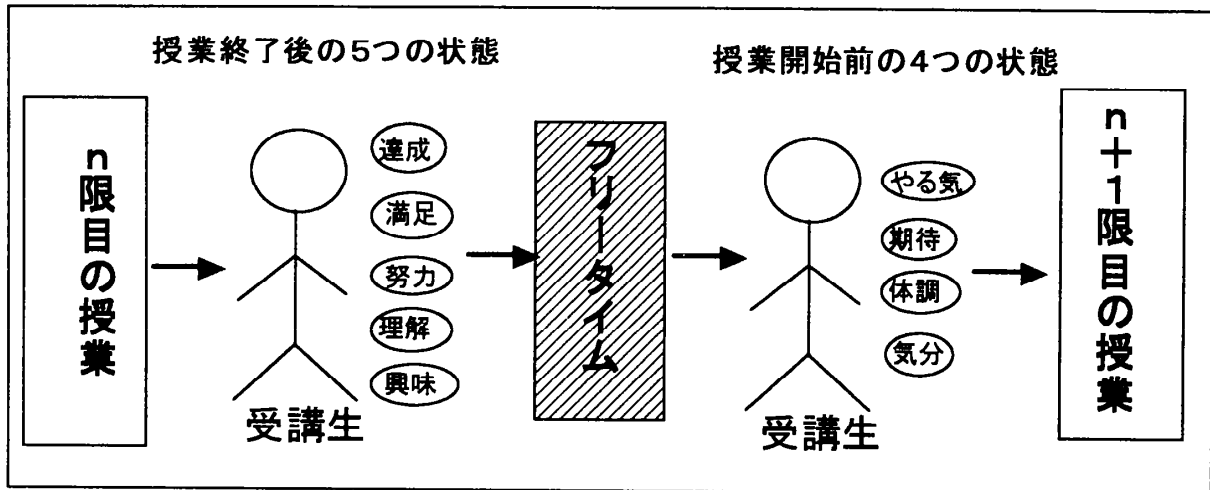 授業終了後の5つの状態
授業開始前の4つの状態
n限目の授業
達成
満足
努力
理解
興味
受講生
フリータイム
やる気
期待
体調
気分
受講生
n+1限目の授業